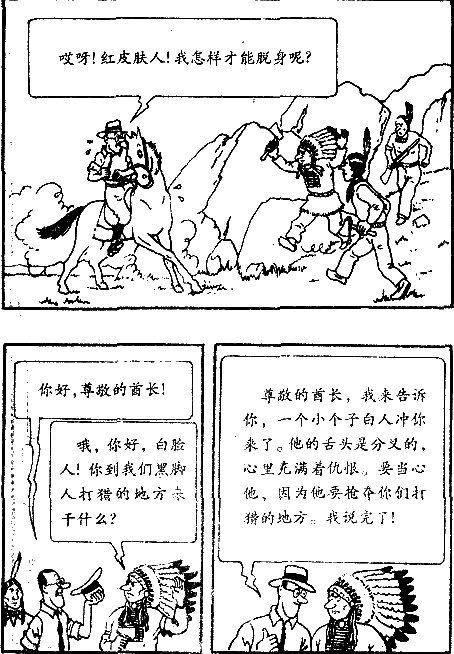 哎呀!红皮肤人!我怎样才能脱身呢?
你好,尊敬的酋长!
哦,你好,白脸
人!你到我们黑脚
人打猎的地方来
干什么?
尊敬的酋长,我来告诉
你,一个小个子白人冲你
来了。他的舌头是分叉的,
心里充满着仇恨。要当心
他,因为他要抢夺你们打
猎的地方。我说完了!